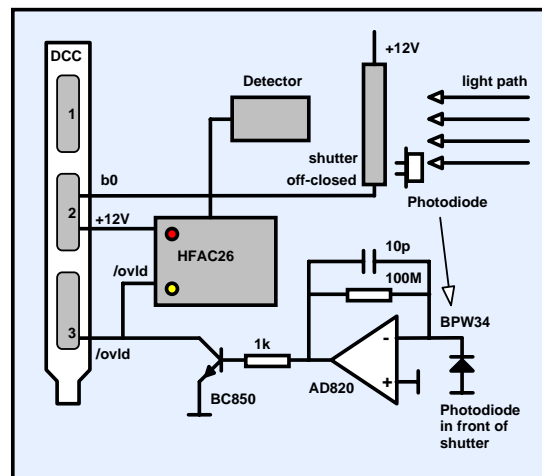 DCC
1
2
3
Detector
+12V
light path
shutter
off-closed
b0
+12V
Photodiode
HFAC26
/ovld
/ovld
10p
100M
1k
-
+
AD820
BPW34
BC850
Photodiode
in front of
shutter